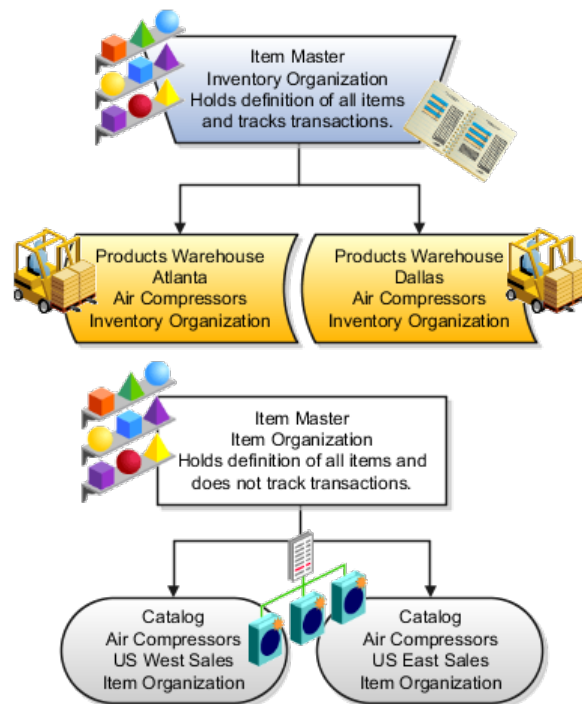 Item Master
Inventory Organization
Holds definition of all items
and tracks transactions.
Products Warehouse
Atlanta
Air Compressors
Inventory Organization
Products Warehouse
Dallas
Air Compressors
Inventory Organization
Item Master
Item Organization
Holds definition of all items and
does not track transactions.
Catalog
Air Compressors
US West Sales
Item Organization
Catalog
Air Compressors
US East Sales
Item Organization